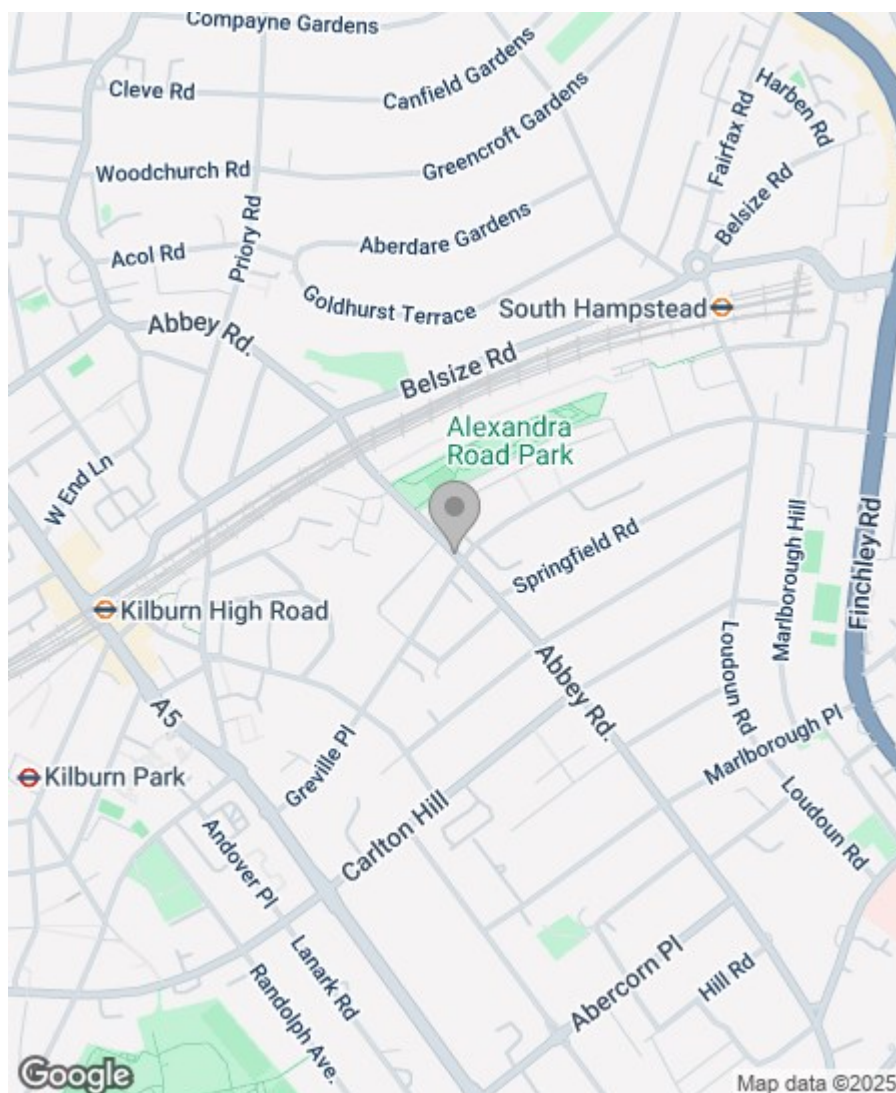 Compayne Gardens
Cleve Rd
Canfield Gardens
Harben Rd
Fairfax Rd
Greencroft Gardens
Woodchurch Rd
Belsize Rd
Priory Rd
Aberdare Gardens
Acol Rd
Goldhurst Terrace
South Hampstead
Abbey Rd.
Belsize Rd
Alexandra
Road Park
W End Ln
Springfield Rd
Marlborough Hill
Finchley Rd
Kilburn High Road
Loudoun Rd
Abbey Rd.
A5
Marlborough Pl
Greville Pl
Kilburn Park
Loudoun Rd
Carlton Hill
Andover Pl
Lanark Rd
Abercorn Pl
Hill Rd
Randolph Ave.
Google
Map data ©2025